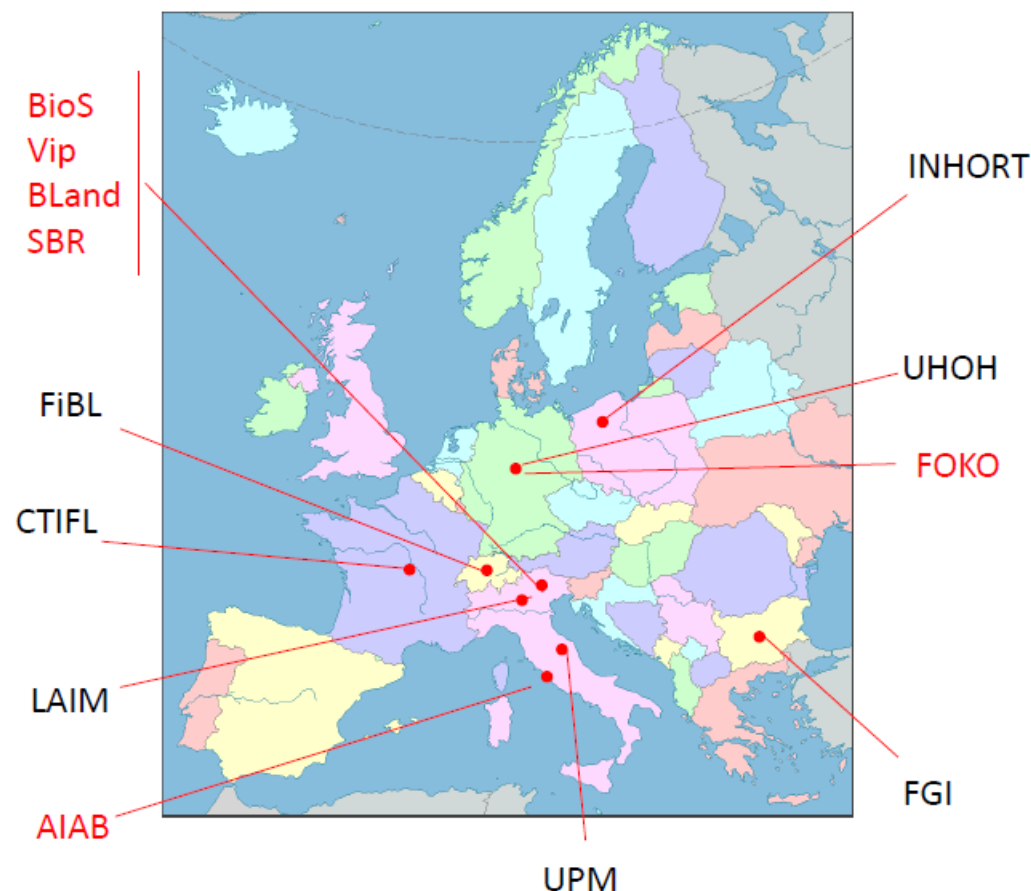 BioS
Vip
BLand
SBR
INHORT
UHOH
FiBL
FOKO
CTIFL
LAIM
FGI
AIAB
UPM